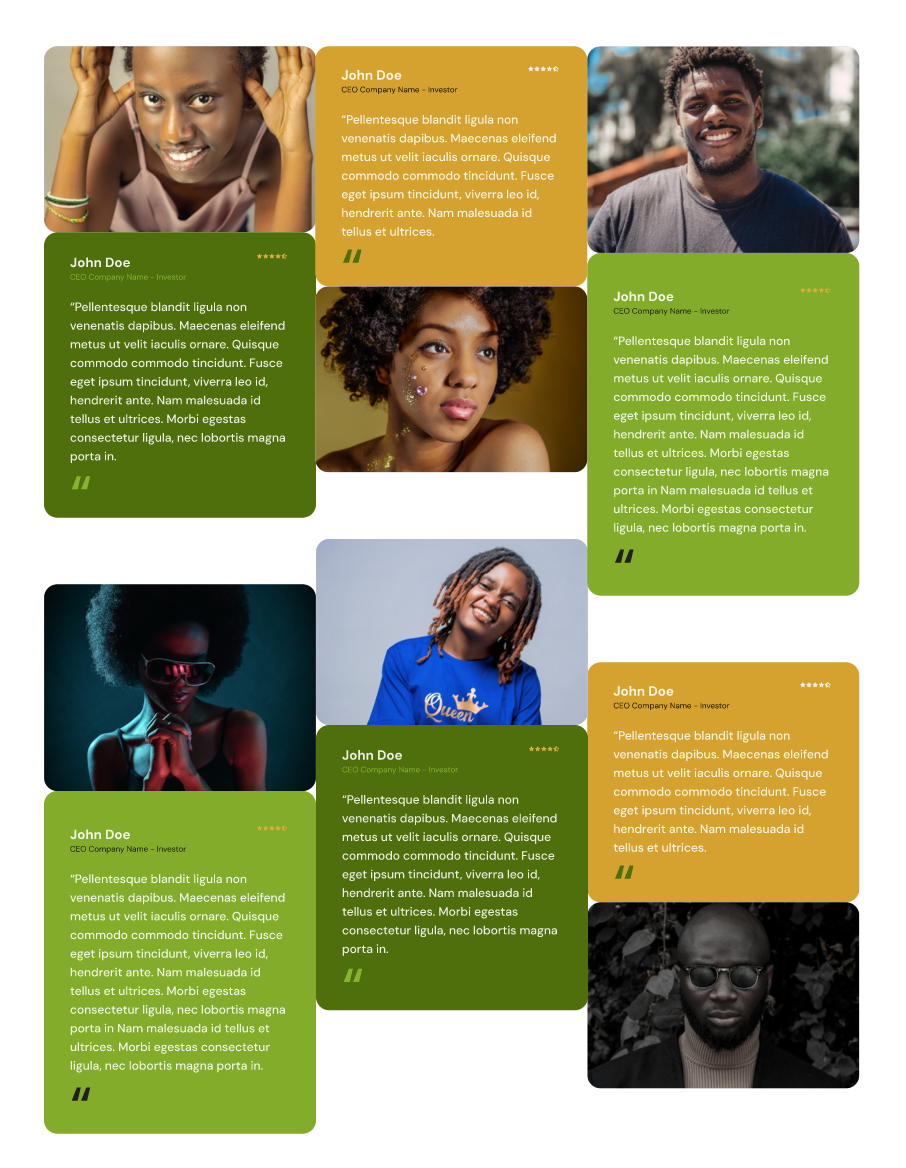 John Doe
CEO Company Name - Investor
“Pellentesque blandit ligula non
venenatis dapibus. Maecenas eleifend
metus ut velit iaculis ornare. Quisque
commodo commodo tincidunt. Fusce
eget ipsum tincidunt, viverra leo id,
hendrerit ante. Nam malesuada id
tellus et ultrices. Morbi egestas
consectetur ligula, nec lobortis magna
porta in.
John Doe
CEO Company Name - Investor
“Pellentesque blandit ligula non
venenatis dapibus. Maecenas eleifend
metus ut velit iaculis ornare. Quisque
commodo commodo tincidunt. Fusce
eget ipsum tincidunt, viverra leo id,
hendrerit ante. Nam malesuada id
tellus et ultrices.
John Doe
CEO Company Name - Investor
“Pellentesque blandit ligula non
venenatis dapibus. Maecenas eleifend
metus ut velit iaculis ornare. Quisque
commodo commodo tincidunt. Fusce
eget ipsum tincidunt, viverra leo id,
hendrerit ante. Nam malesuada id
tellus et ultrices. Morbi egestas
consectetur ligula, nec lobortis magna
porta in Nam malesuada id tellus et
ultrices. Morbi egestas consectetur
ligula, nec lobortis magna porta in.
John Doe
CEO Company Name - Investor
“Pellentesque blandit ligula non
venenatis dapibus. Maecenas eleifend
metus ut velit iaculis ornare. Quisque
commodo commodo tincidunt. Fusce
eget ipsum tincidunt, viverra leo id,
hendrerit ante. Nam malesuada id
tellus et ultrices. Morbi egestas
consectetur ligula, nec lobortis magna
porta in Nam malesuada id tellus et
ultrices. Morbi egestas consectetur
ligula, nec lobortis magna porta in.
Queen
John Doe
CEO Company Name - Investor
“Pellentesque blandit ligula non
venenatis dapibus. Maecenas eleifend
metus ut velit iaculis ornare. Quisque
commodo commodo tincidunt. Fusce
eget ipsum tincidunt, viverra leo id,
hendrerit ante. Nam malesuada id
tellus et ultrices. Morbi egestas
consectetur ligula, nec lobortis magna
porta in.
John Doe
CEO Company Name - Investor
“Pellentesque blandit ligula non
venenatis dapibus. Maecenas eleifend
metus ut velit iaculis ornare. Quisque
commodo commodo tincidunt. Fusce
eget ipsum tincidunt, viverra leo id,
hendrerit ante. Nam malesuada id
tellus et ultrices.